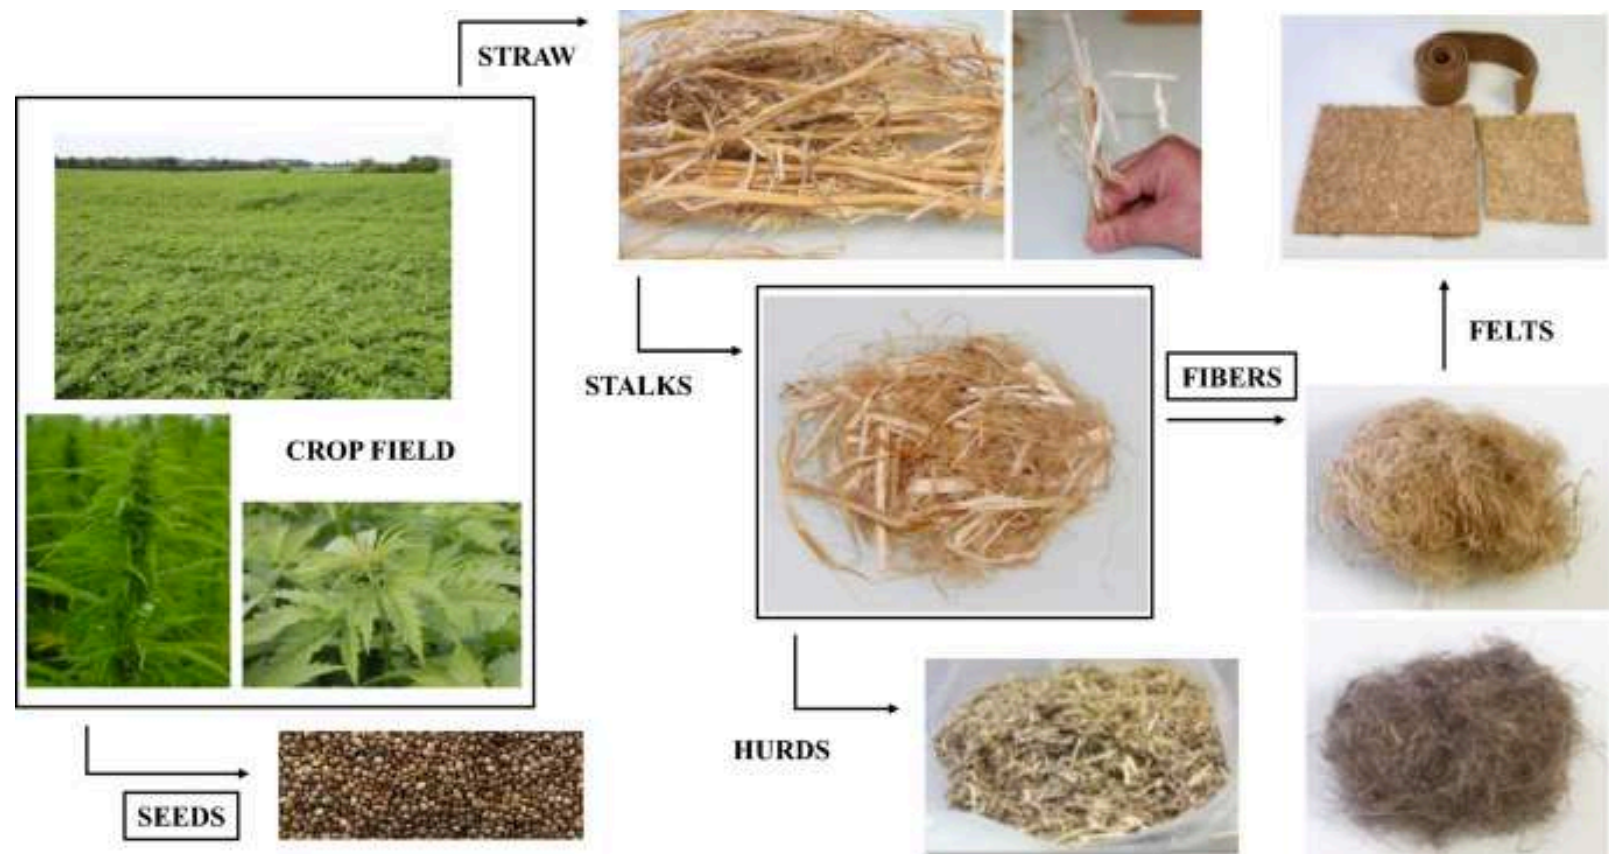 STRAW
CROP FIELD
SEEDS
STALKS
HURDS
FIBERS
FELTS